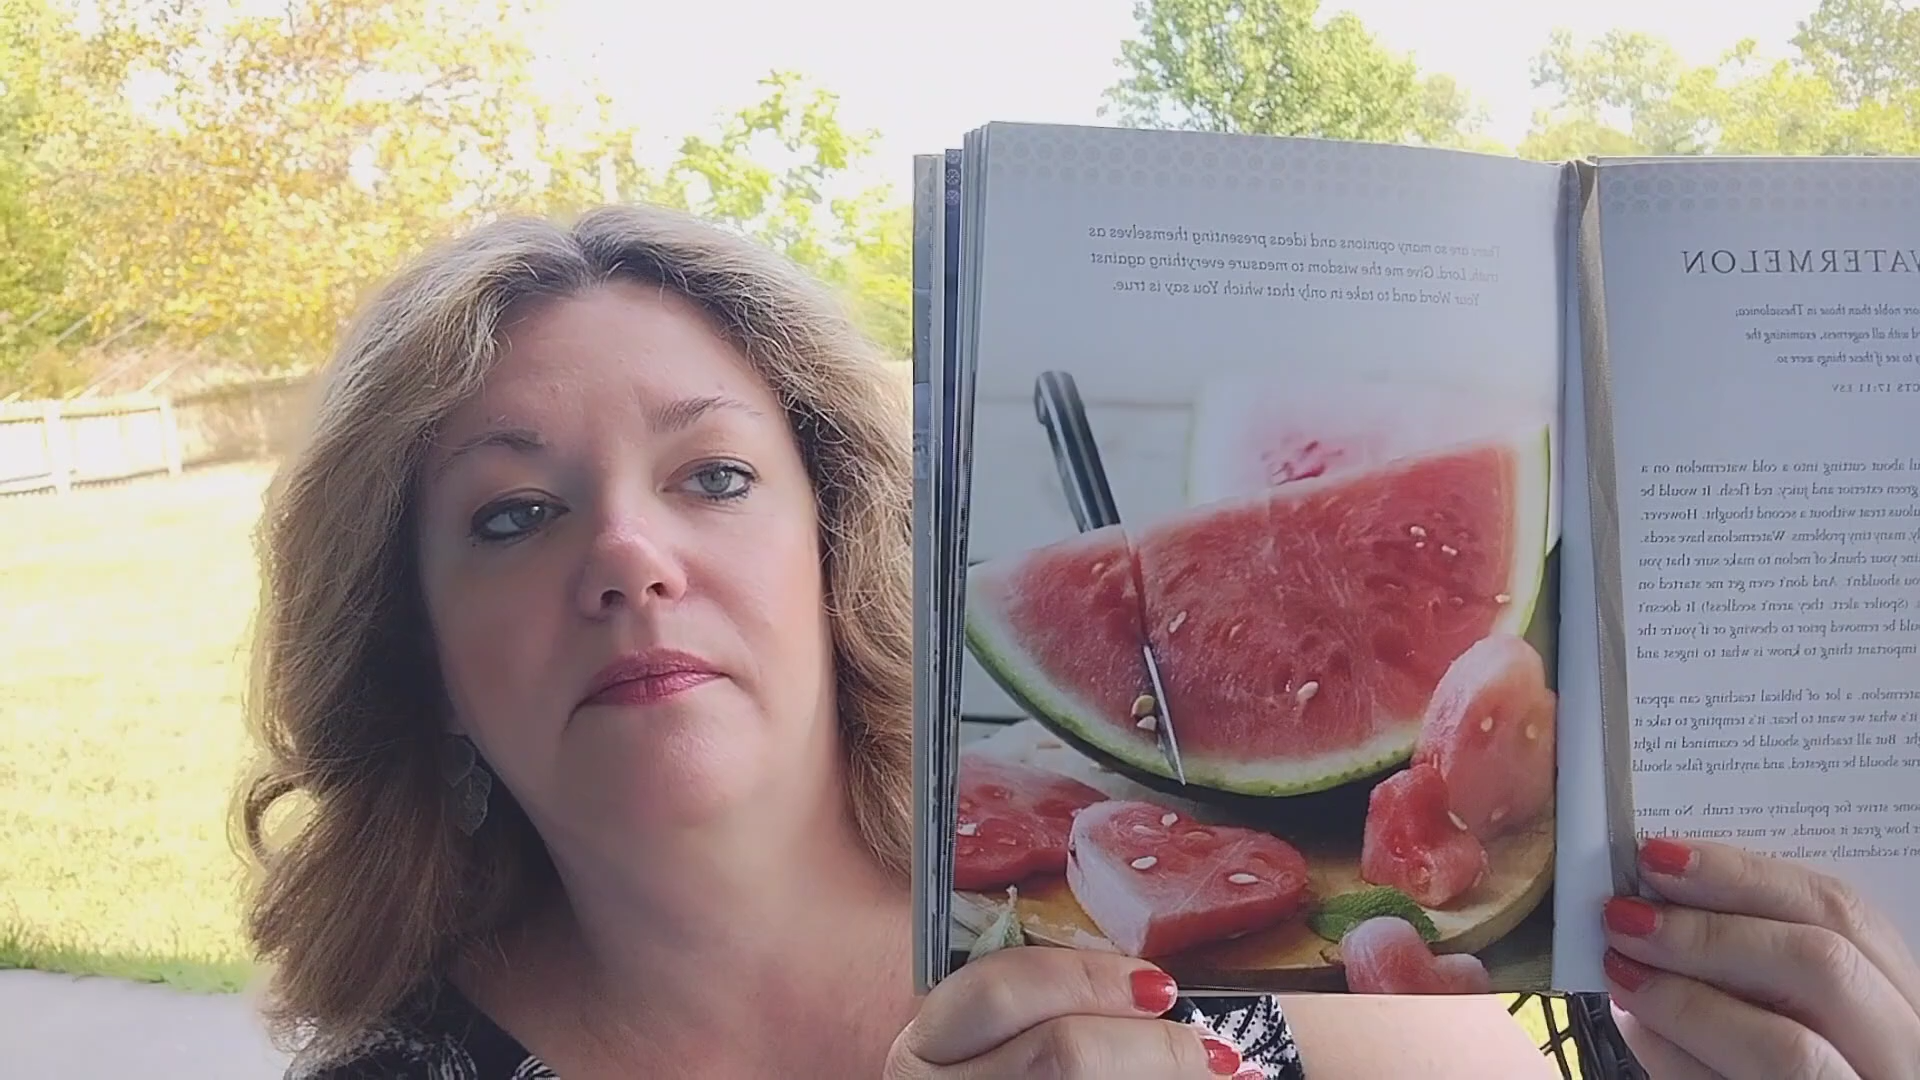 There are so many opinions and ideas presenting themselves as
truth, Lord. Give me the wisdom to measure everything against
Your Word and to take in only that which You say is true.
WATERMELON
noble than those in Thessalonica;
with all eagerness, examining the
to see if these things were so.
CTS 17:11 ESV
about cutting into a cold watermelon on a
green exterior and juicy, red flesh. It would be
ulous treat without a second thought. However,
many tiny problems: Watermelons have seeds.
ine your chunk of melon to make sure that you
ou shouldn't. And don't even get me started on
(Spoiler alert: they aren't seedless!) It doesn't
uld be removed prior to chewing or if you're the
important thing to know is what to ingest and
atermelon, a lot of biblical teaching can appear
it's what we want to hear, it's tempting to take it
ght. But all teaching should be examined in light
true should be ingested, and anything false should
ome strive for popularity over truth. No matte
how great it sounds, we must examine it by th
n't accidentally swallow a